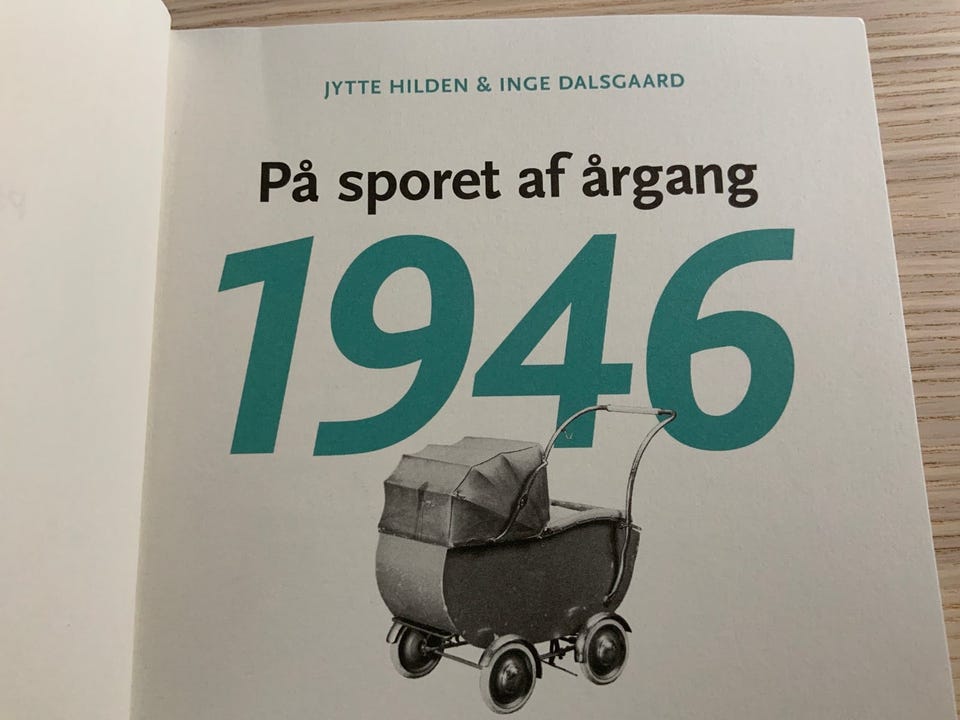 JYTTE HILDEN & INGE DALSGAARD
På sporet af årgang
1946